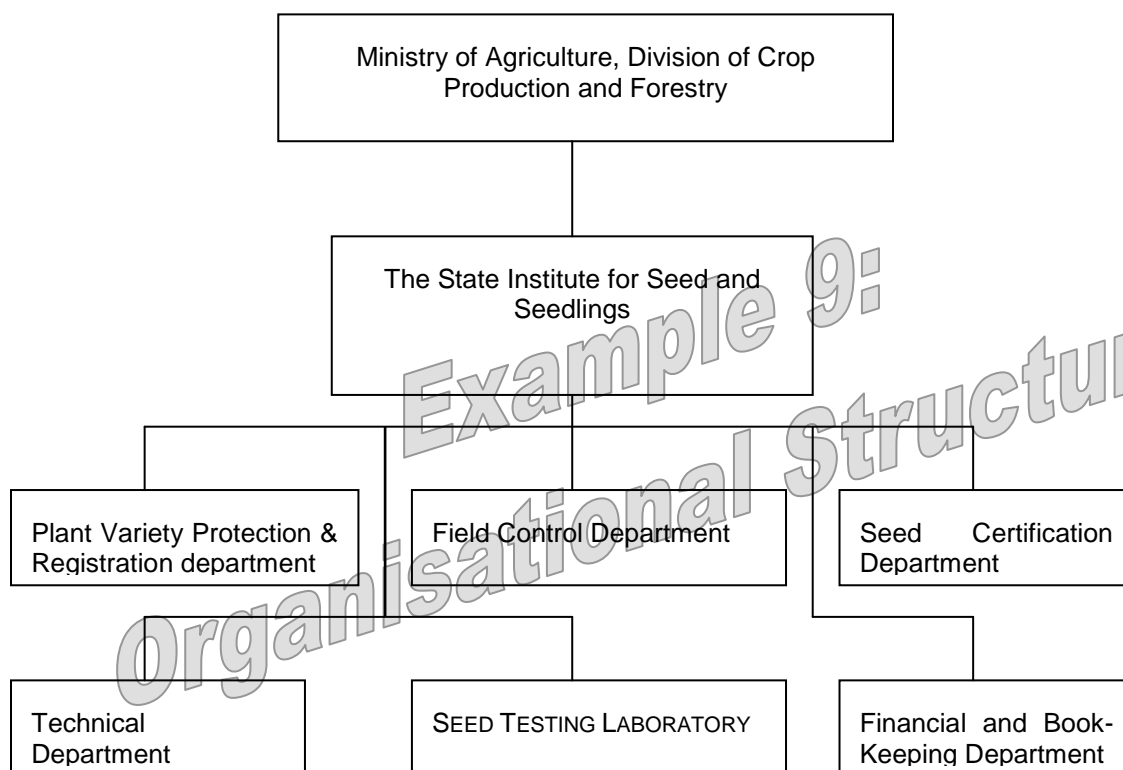 Ministry of Agriculture, Division of Crop
Production and Forestry
The State Institute for Seed and
Seedlings
Example 9:
Organisational Structur
Plant Variety Protection &
Registration department
Field Control Department
Seed Certification
Department
Technical
Department
SEED TESTING LABORATORY
Financial and Book-
Keeping Department